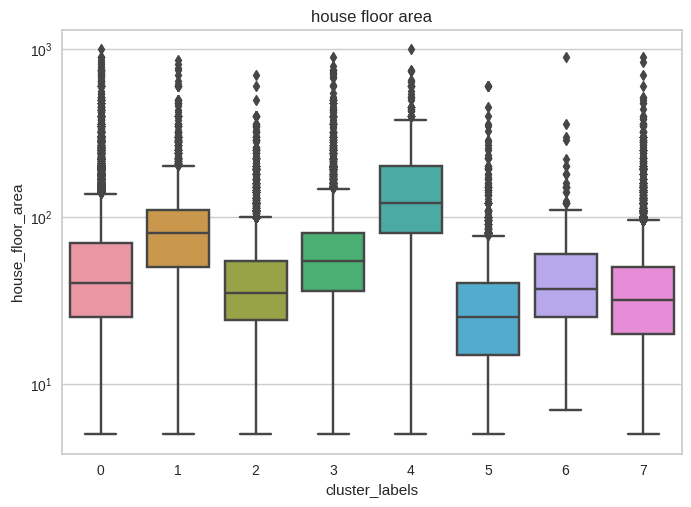 house floor area
10³
10²
10¹
house_floor_area
0 1 2 3 4 5 6 7
cluster_labels